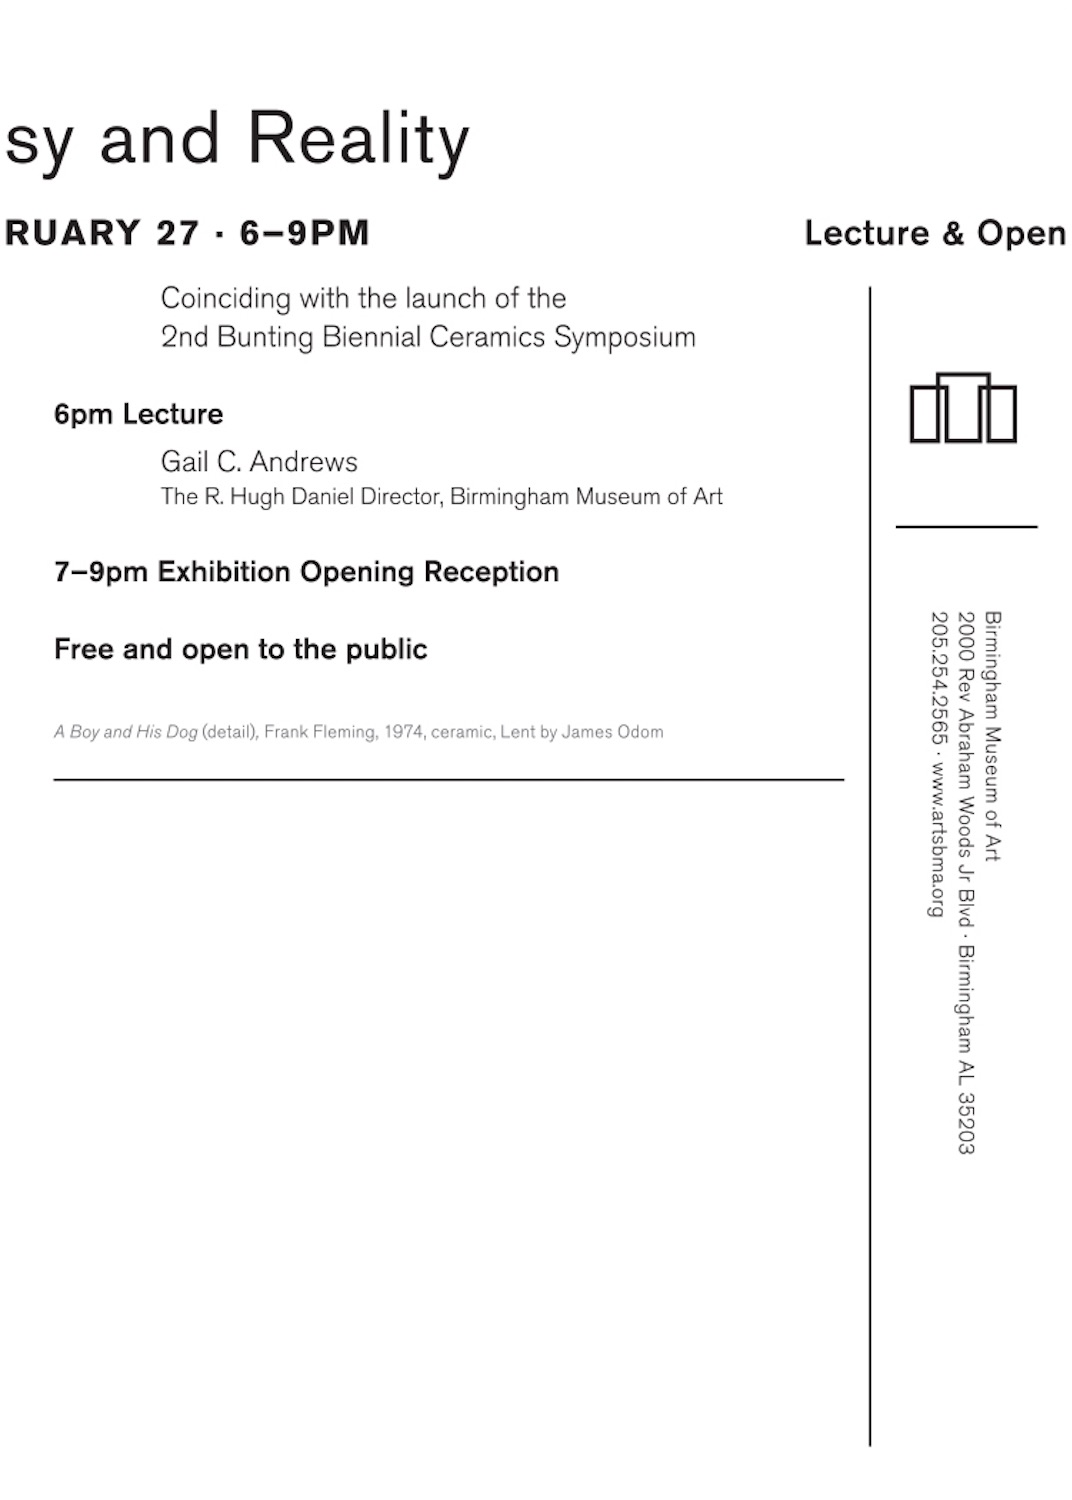 sy and Reality
RUARY 27 · 6–9PM
Lecture & Open
Coinciding with the launch of the
2nd Bunting Biennial Ceramics Symposium
6pm Lecture
Gail C. Andrews
The R. Hugh Daniel Director, Birmingham Museum of Art
7–9pm Exhibition Opening Reception
Free and open to the public
A Boy and His Dog (detail), Frank Fleming, 1974, ceramic, Lent by James Odom
Birmingham Museum of Art
2000 Rev Abraham Woods Jr Blvd · Birmingham AL 35203
205.254.2565 · www.artsbma.org